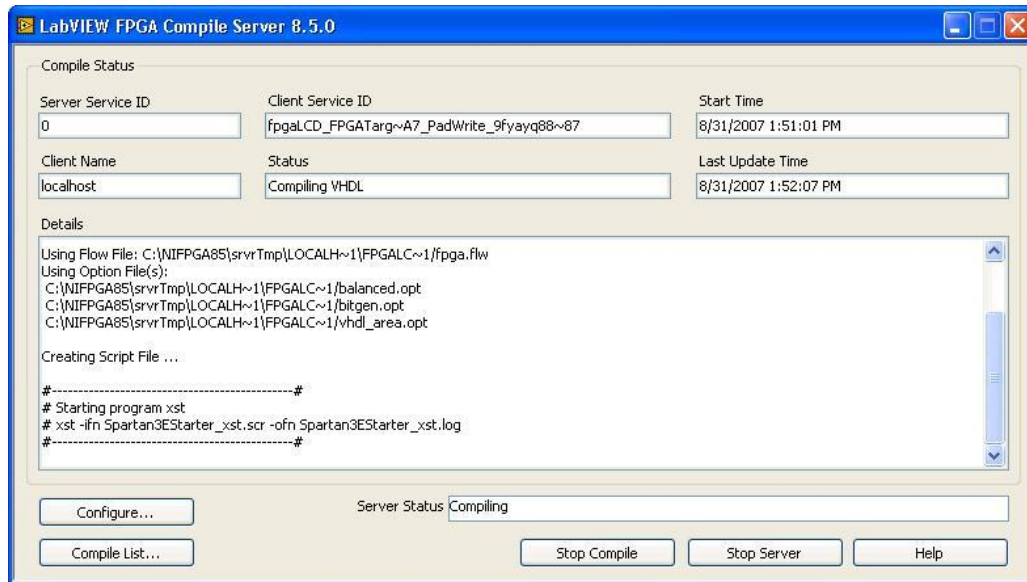 LabVIEW FPGA Compile Server 8.5.0
Compile Status
Server Service ID
Client Service ID
Start Time
0
fpgaLCD_FPGATarg~A7_PadWrite_9fyayq88~87
8/31/2007 1:51:01 PM
Client Name
Status
Last Update Time
localhost
Compiling VHDL
8/31/2007 1:52:07 PM
Details
Using Flow File: C:\NIFPGA85\srvrTmp\LOCALH~1\FPGALC~1/fpga.flw
Using Option File(s):
C:\NIFPGA85\srvrTmp\LOCALH~1\FPGALC~1/balanced.opt
C:\NIFPGA85\srvrTmp\LOCALH~1\FPGALC~1/bitgen.opt
C:\NIFPGA85\srvrTmp\LOCALH~1\FPGALC~1/vhdl_area.opt
Creating Script File ...
#----------------------------------------------#
# Starting program xst
# xst -ifn Spartan3EStarter_xst.scr -ofn Spartan3EStarter_xst.log
#----------------------------------------------#
Configure...
Server Status Compiling
Compile List...
Stop Compile
Stop Server
Help